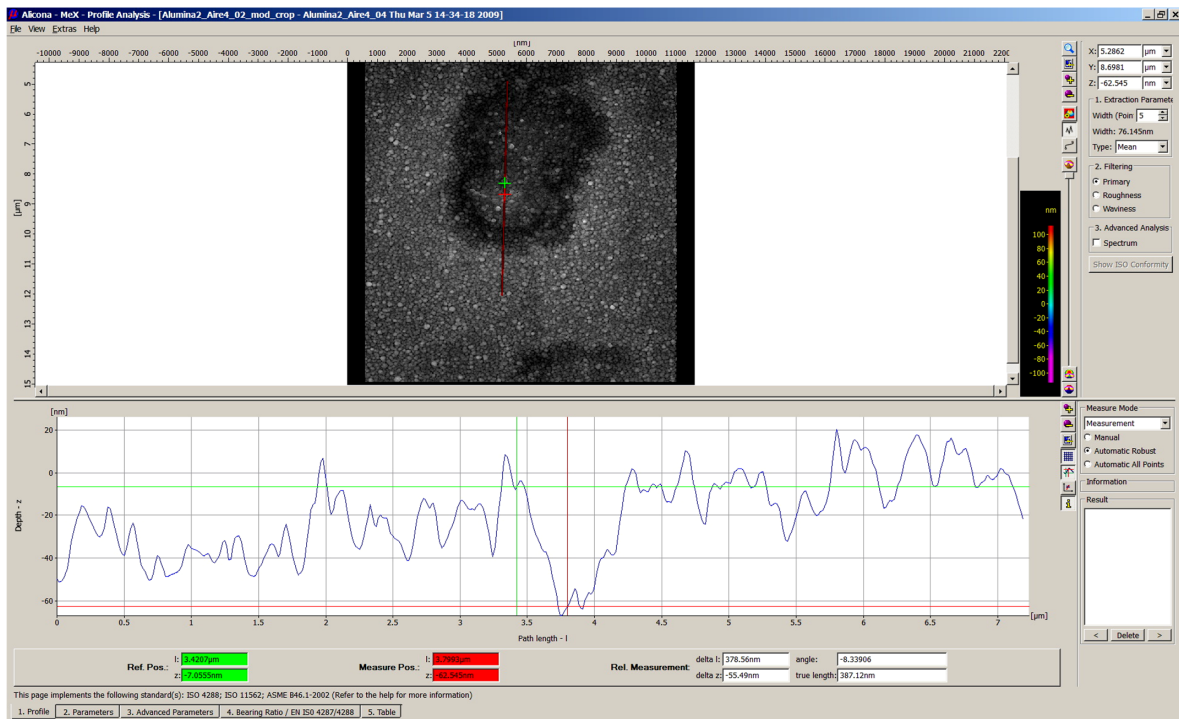 Alicona - MeX - Profile Analysis - [Alumina2_Aire4_02_mod_crop - Alumina2_Aire4_04 Thu Mar 5 14-34-18 2009]
File View Extras Help
[nm]
-10000 -9000 -8000 -7000 -6000 -5000 -4000 -3000 -2000 -1000 0 1000 2000 3000 4000 5000 6000 7000 8000 9000 10000 11000 12000 13000 14000 15000 16000 17000 18000 19000 20000 21000
5
6
7
8
9
10
11
12
13
14
15
[µm]
nm
100
80
60
40
20
0
-20
-40
-60
-80
-100
X: 5.2862 µm
Y: 8.6981 µm
Z: -62.545 nm
1. Extraction Paramete
Width (Poin 5
Width: 76.145nm
Type: Mean
2. Filtering
Primary
Roughness
Waviness
3. Advanced Analysis
Spectrum
Show ISO Conformity
[nm]
20
0
-20
-40
-60
Depth - z
0 0.5 1 1.5 2 2.5 3 3.5 4 4.5 5 5.5 6 6.5 7 [µm]
Path length - l
Measure Mode
Measurement
Manual
Automatic Robust
Automatic All Points
Information
Result
< Delete >
Ref. Pos.: l: 3.4207µm
z: -7.0555nm
Measure Pos.: l: 3.7993µm
z: -62.545nm
Rel. Measurement: delta l: 378.56nm angle: -8.33906
delta z: -55.49nm true length: 387.12nm
This page implements the following standard(s): ISO 4288; ISO 11562; ASME B46.1-2002 (Refer to the help for more information)
1. Profile 2. Parameters 3. Advanced Parameters 4. Bearing Ratio / EN ISO 4287/4288 5. Table